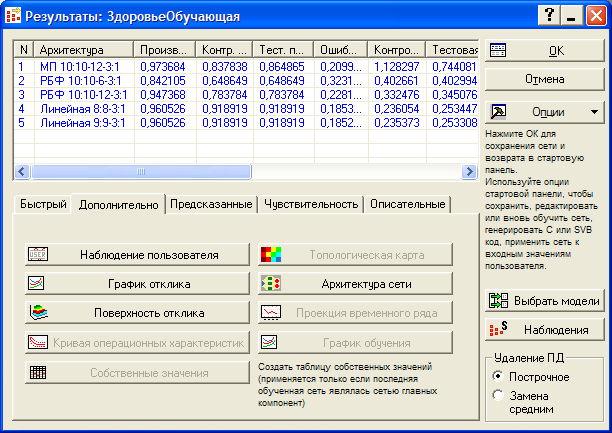 Результаты: ЗдоровьеОбучающая
N Архитектура Произв... Контр. ... Тест. п... Ошиб... Контро... Тестовая
1 МП 10:10-12-3:1 0,973684 0,837838 0,864865 0,2099... 1,128297 0,744081
2 РБФ 10:10-6-3:1 0,842105 0,648649 0,648649 0,3231... 0,402661 0,402994
3 РБФ 10:10-12-3:1 0,947368 0,783784 0,783784 0,2281... 0,332476 0,345076
4 Линейная 8:8-3:1 0,960526 0,918919 0,918919 0,1853... 0,236054 0,253447
5 Линейная 9:9-3:1 0,960526 0,918919 0,918919 0,1852... 0,235373 0,253308
OK
Отмена
Опции
Нажмите OK для
сохранения сети и
возврата в стартовую
панель.
Используйте опции
стартовой панели, чтобы
сохранить, редактировать
или вновь обучить сеть,
генерировать C или SVB
код, применить сеть к
входным значениям
пользователя.
Выбрать модели
Наблюдения
Удаление ПД
Построчное
Замена
средним
Быстрый Дополнительно Предсказанные Чувствительность Описательные
USER Наблюдение пользователя
Топологическая карта
График отклика
Архитектура сети
Поверхность отклика
Проекция временного ряда
Кривая операционных характеристик
График обучения
Собственные значения
Создать таблицу собственных значений
(применяется только если последняя
обученная сеть являлась сетью главных
компонент)